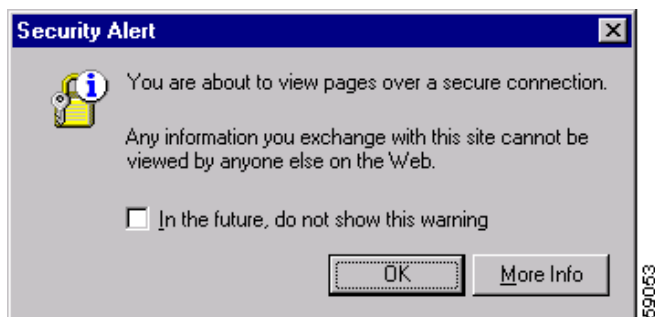 Security Alert
You are about to view pages over a secure connection.
Any information you exchange with this site cannot be
viewed by anyone else on the Web.
In the future, do not show this warning
OK
More Info
59053